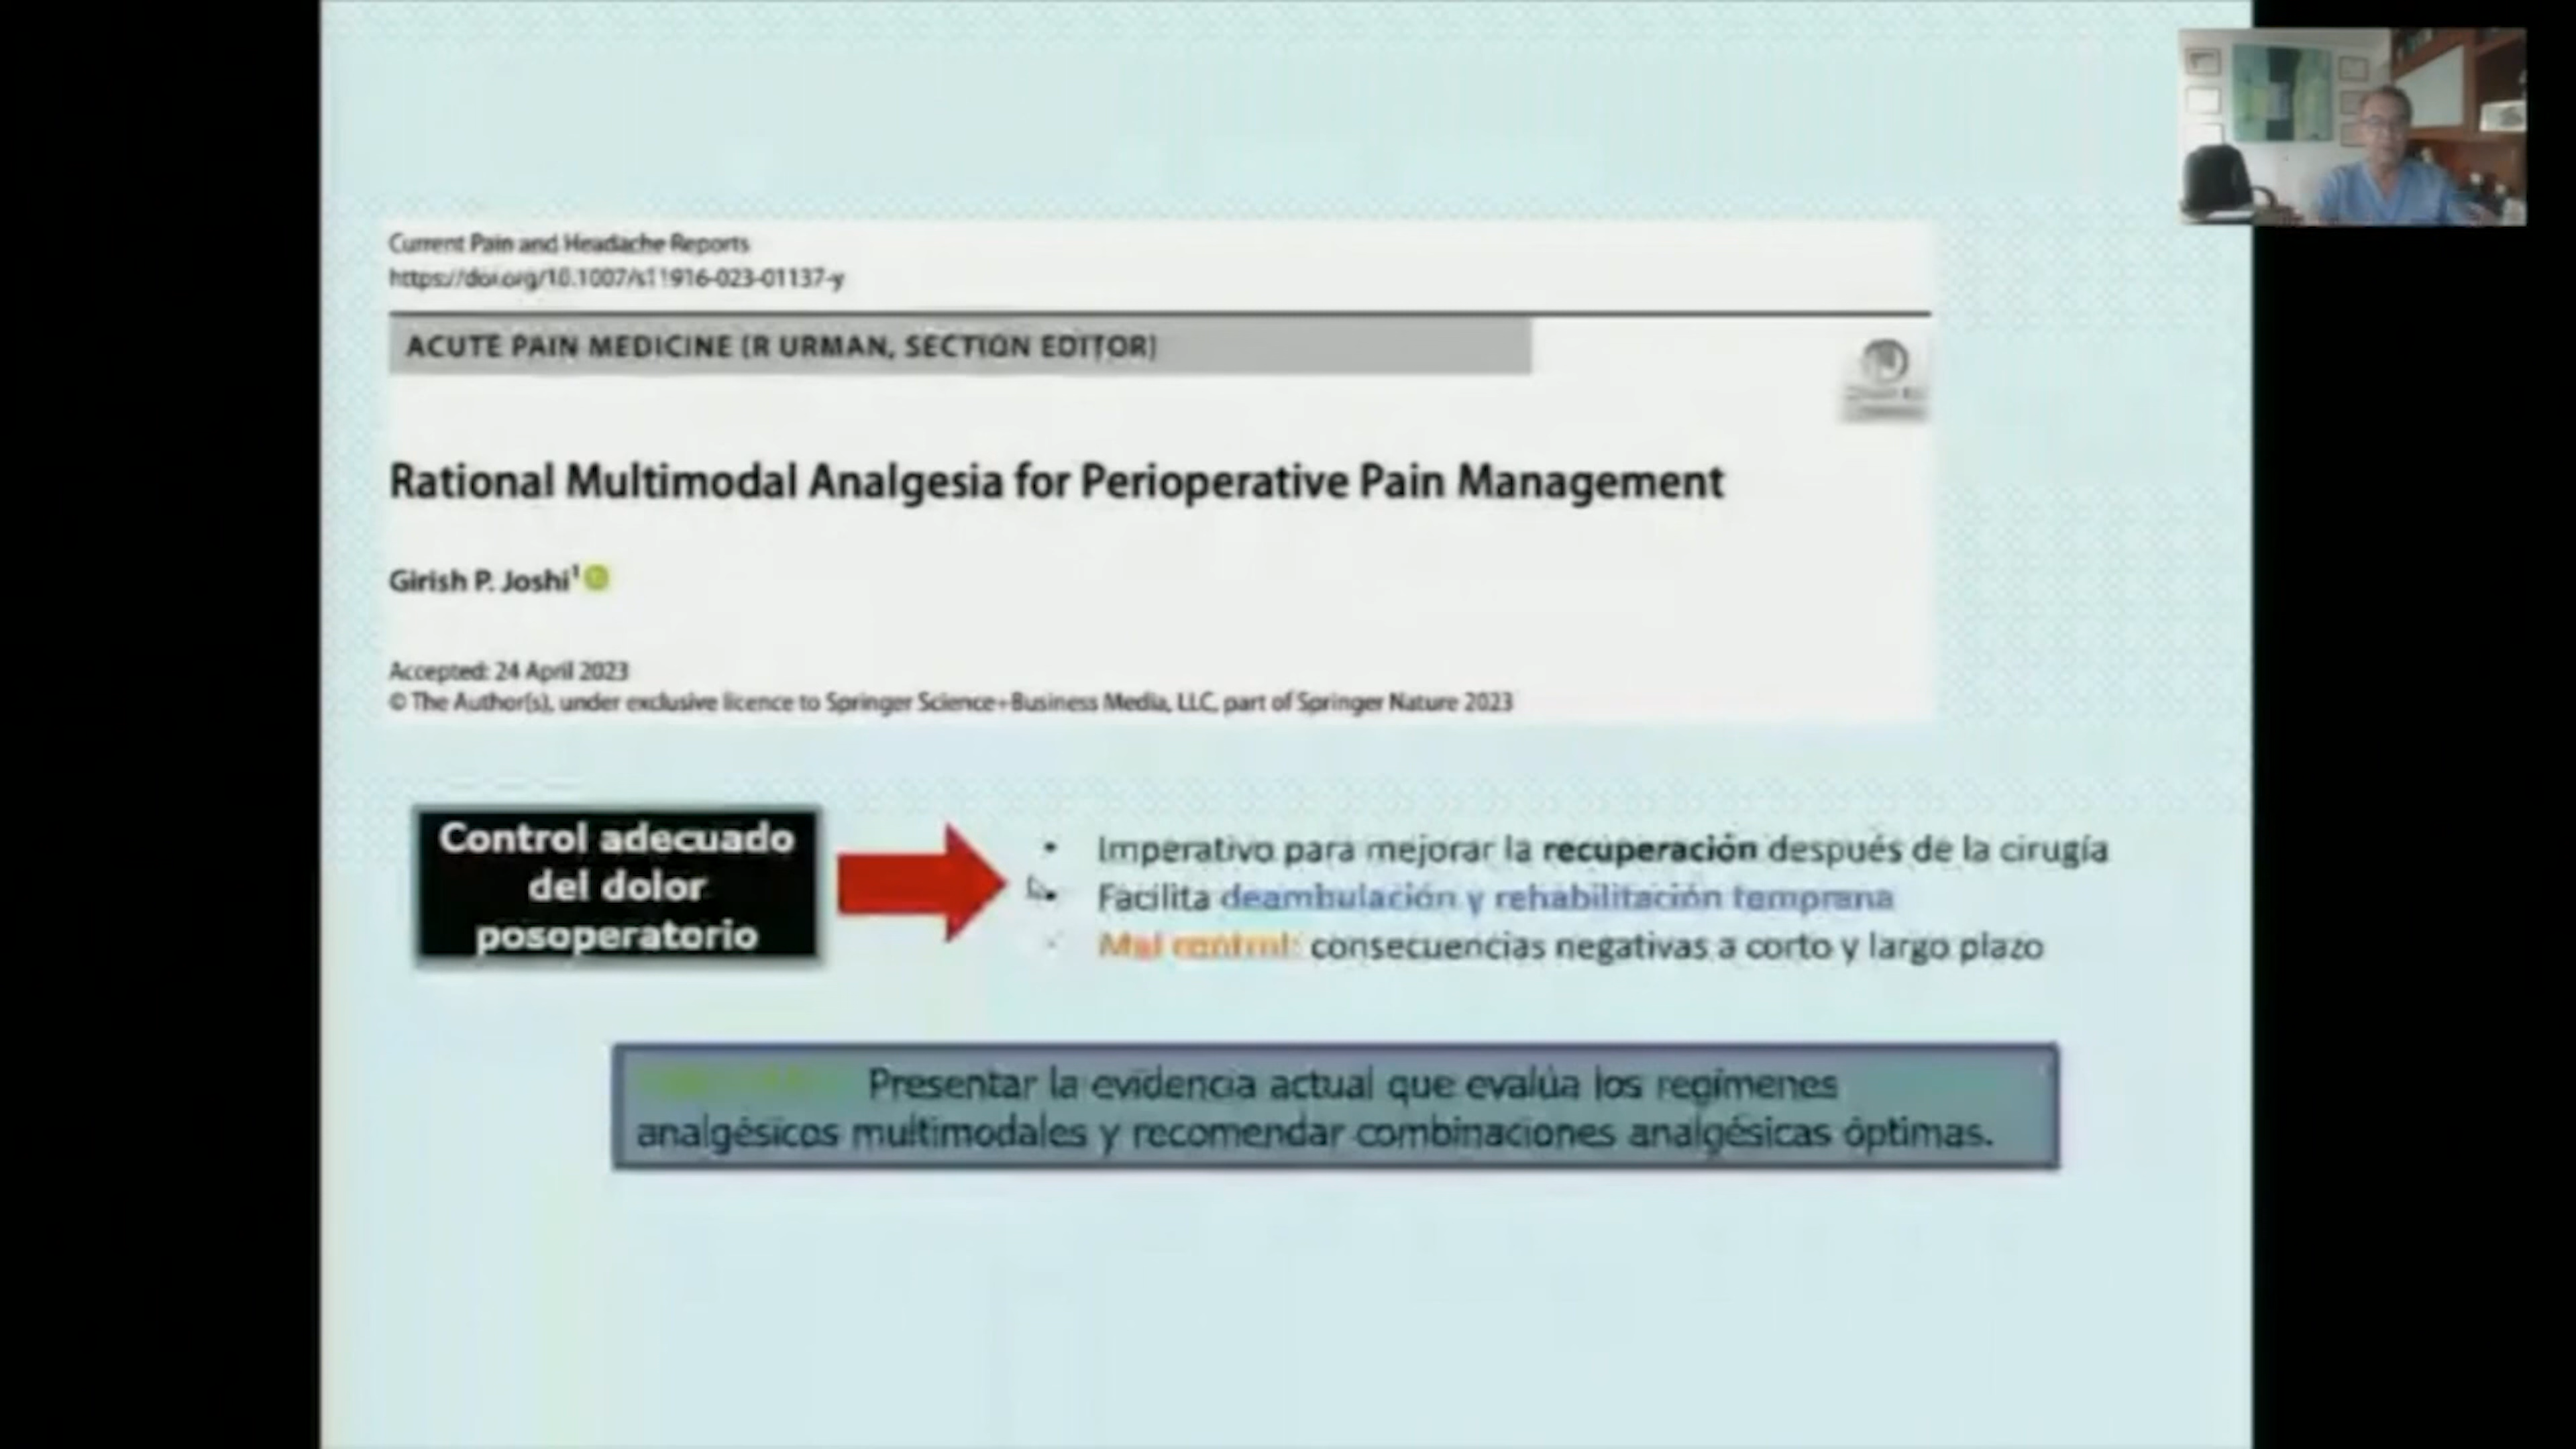 Current Pain and Headache Reports
https://doi.org/10.1007/s11916-023-01137-y
ACUTE PAIN MEDICINE (R URMAN, SECTION EDITOR)
Rational Multimodal Analgesia for Perioperative Pain Management
Girish P. Joshi¹
Accepted: 24 April 2023
© The Author(s), under exclusive licence to Springer Science+Business Media, LLC, part of Springer Nature 2023
Control adecuado
del dolor
posoperatorio
• Imperativo para mejorar la recuperación después de la cirugía
• Facilita deambulación y rehabilitación temprana
• Mal control: consecuencias negativas a corto y largo plazo
Presentar la evidencia actual que evalúa los regímenes
analgésicos multimodales y recomendar combinaciones analgésicas óptimas.